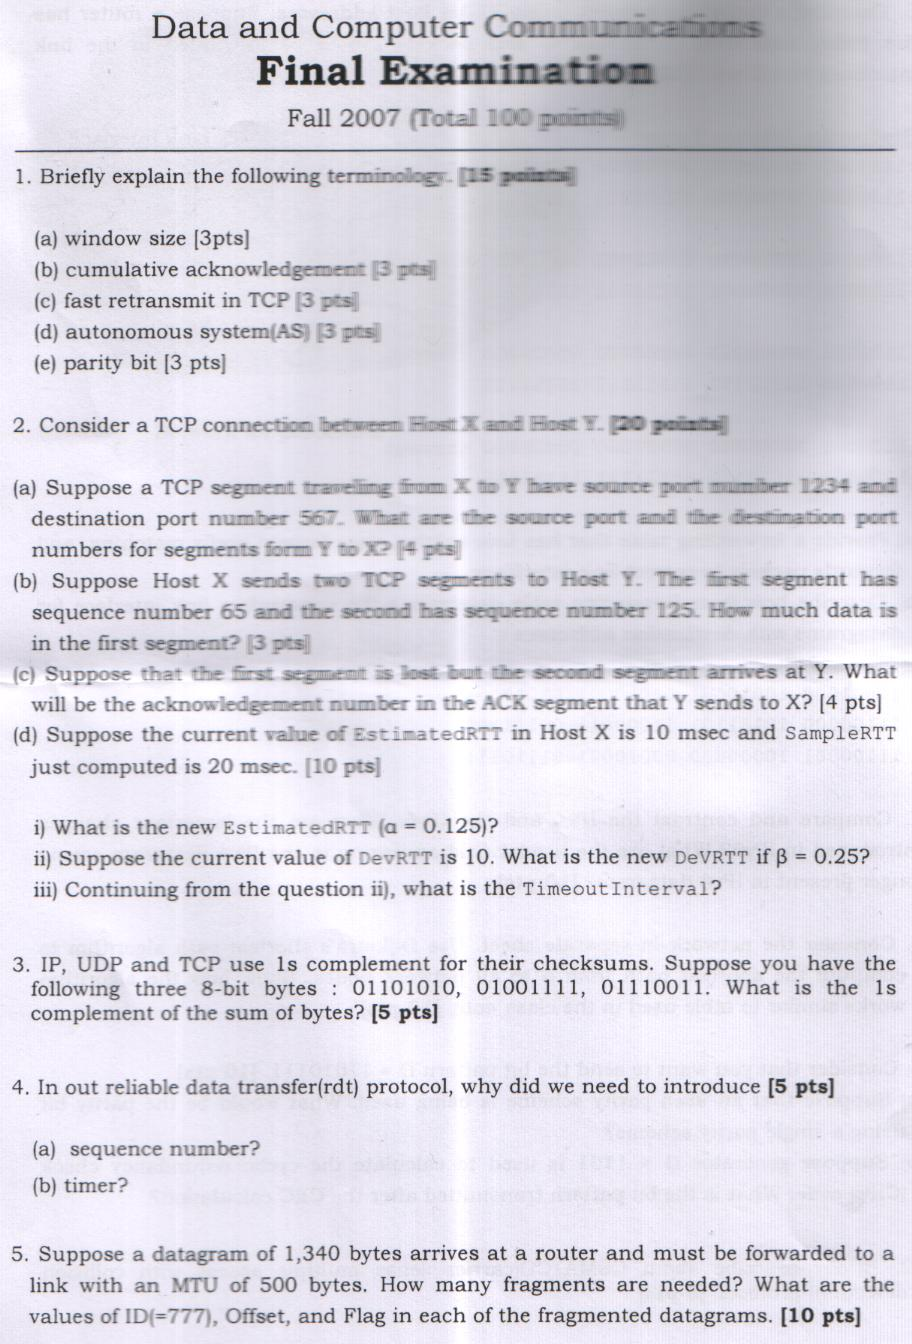 Data and Computer Communications
Final Examination
Fall 2007 (Total 100 points)
1. Briefly explain the following terminology. [15 points]
(a) window size [3pts]
(b) cumulative acknowledgement [3 pts]
(c) fast retransmit in TCP [3 pts]
(d) autonomous system(AS) [3 pts]
(e) parity bit [3 pts]
2. Consider a TCP connection between Host X and Host Y. [20 points]
(a) Suppose a TCP segment travelling from X to Y have source port number 1234 and
destination port number 567. What are the source port and the destination port
numbers for segments form Y to X? [4 pts]
(b) Suppose Host X sends two TCP segments to Host Y. The first segment has
sequence number 65 and the second has sequence number 125. How much data is
in the first segment? [3 pts]
(c) Suppose that the first segment is lost but the second segment arrives at Y. What
will be the acknowledgement number in the ACK segment that Y sends to X? [4 pts]
(d) Suppose the current value of EstimatedRTT in Host X is 10 msec and SampleRTT
just computed is 20 msec. [10 pts]
i) What is the new EstimatedRTT (α = 0.125)?
ii) Suppose the current value of DevRTT is 10. What is the new DeVRTT if β = 0.25?
iii) Continuing from the question ii), what is the TimeoutInterval?
3. IP, UDP and TCP use 1s complement for their checksums. Suppose you have the
following three 8-bit bytes : 01101010, 01001111, 01110011. What is the 1s
complement of the sum of bytes? [5 pts]
4. In out reliable data transfer(rdt) protocol, why did we need to introduce [5 pts]
(a) sequence number?
(b) timer?
5. Suppose a datagram of 1,340 bytes arrives at a router and must be forwarded to a
link with an MTU of 500 bytes. How many fragments are needed? What are the
values of ID(=777), Offset, and Flag in each of the fragmented datagrams. [10 pts]